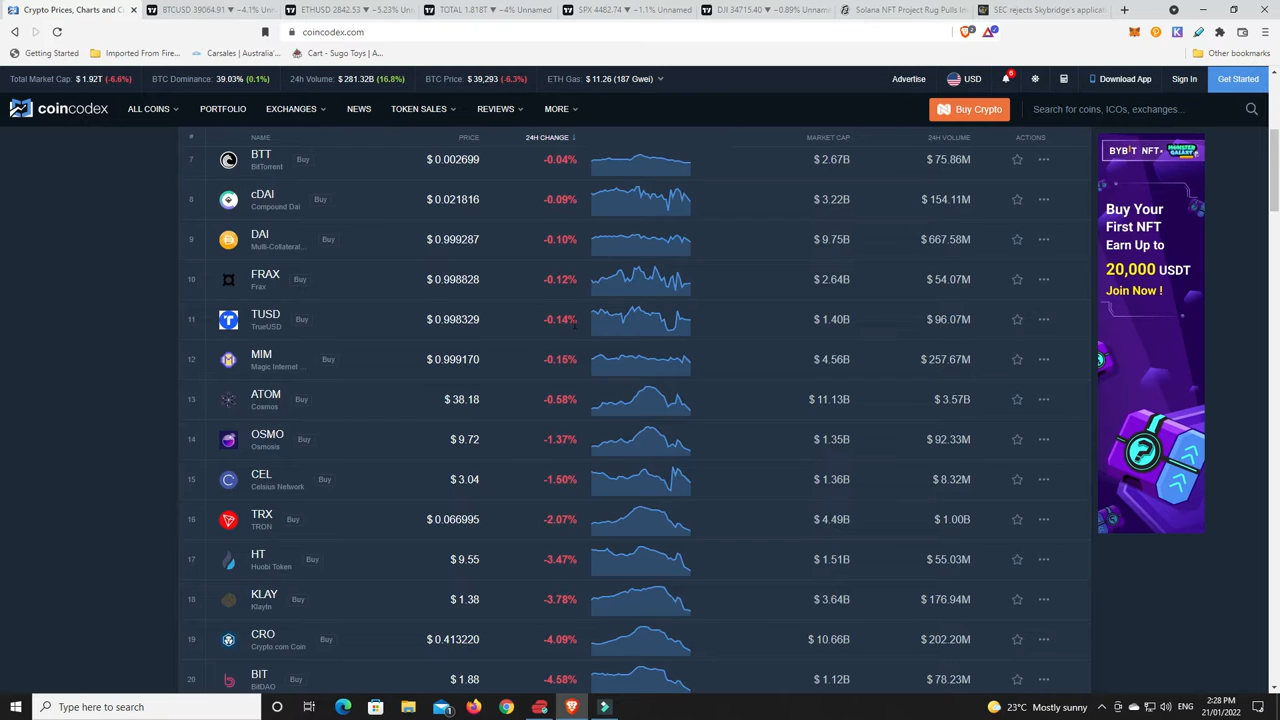 Crypto Prices, Charts and Cr
BTCUSD 39064.91 ▼ −4.1% Unn
ETHUSD 2842.53 ▼ −5.23% Unn
TOTAL 1.818T ▼ −4% Unnamed
SPX 4482.74 ▼ −1.1% Unnamed
DJI 34715.40 ▼ −0.89% Unna
Solana NFT Project Rug Pulls In
SEC rejects Skybridge's applicat
coincodex.com
Getting Started
Imported From Fire...
Carsales | Australia'...
Cart - Sugo Toys | A...
Other bookmarks
Total Market Cap: $ 1.92T (-6.6%)
BTC Dominance: 39.03% (0.1%)
24h Volume: $ 281.32B (16.8%)
BTC Price: $ 39,293 (-6.3%)
ETH Gas: $ 11.26 (187 Gwei)
Advertise
USD
6
Download App
Sign In
Get Started
coincodex
ALL COINS
PORTFOLIO
EXCHANGES
NEWS
TOKEN SALES
REVIEWS
MORE
Buy Crypto
Search for coins, ICOs, exchanges...
# NAME PRICE 24H CHANGE ↓ MARKET CAP 24H VOLUME ACTIONS
7 BTT Buy $ 0.002987 -0.04% $ 2.67B $ 75.86M
BitTorrent
8 cDAI Buy $ 0.021816 -0.09% $ 3.22B $ 154.11M
Compound Dai
9 DAI Buy $ 0.999287 -0.10% $ 9.75B $ 667.58M
Multi-Collateral...
10 FRAX Buy $ 0.998828 -0.12% $ 2.64B $ 54.07M
Frax
11 TUSD Buy $ 0.998329 -0.14% $ 1.40B $ 96.07M
TrueUSD
12 MIM Buy $ 0.999170 -0.15% $ 4.56B $ 257.67M
Magic Internet ...
13 ATOM Buy $ 38.18 -0.58% $ 11.13B $ 3.57B
Cosmos
14 OSMO Buy $ 9.72 -1.37% $ 1.35B $ 92.33M
Osmosis
15 CEL Buy $ 3.04 -1.50% $ 1.36B $ 8.32M
Celsius Network
16 TRX Buy $ 0.066995 -2.07% $ 4.49B $ 1.00B
TRON
17 HT Buy $ 9.55 -3.47% $ 1.51B $ 55.03M
Huobi Token
18 KLAY Buy $ 1.38 -3.78% $ 3.64B $ 176.94M
Klaytn
19 CRO Buy $ 0.413220 -4.09% $ 10.66B $ 202.20M
Crypto.com Coin
20 BIT Buy $ 1.88 -4.58% $ 1.12B $ 78.23M
BitDAO
BYBIT NFT× MONSTER GALAXY
Buy Your
First NFT
Earn Up to
20,000 USDT
Join Now !
Type here to search
23°C Mostly sunny
ENG
2:28 PM
21/01/2022